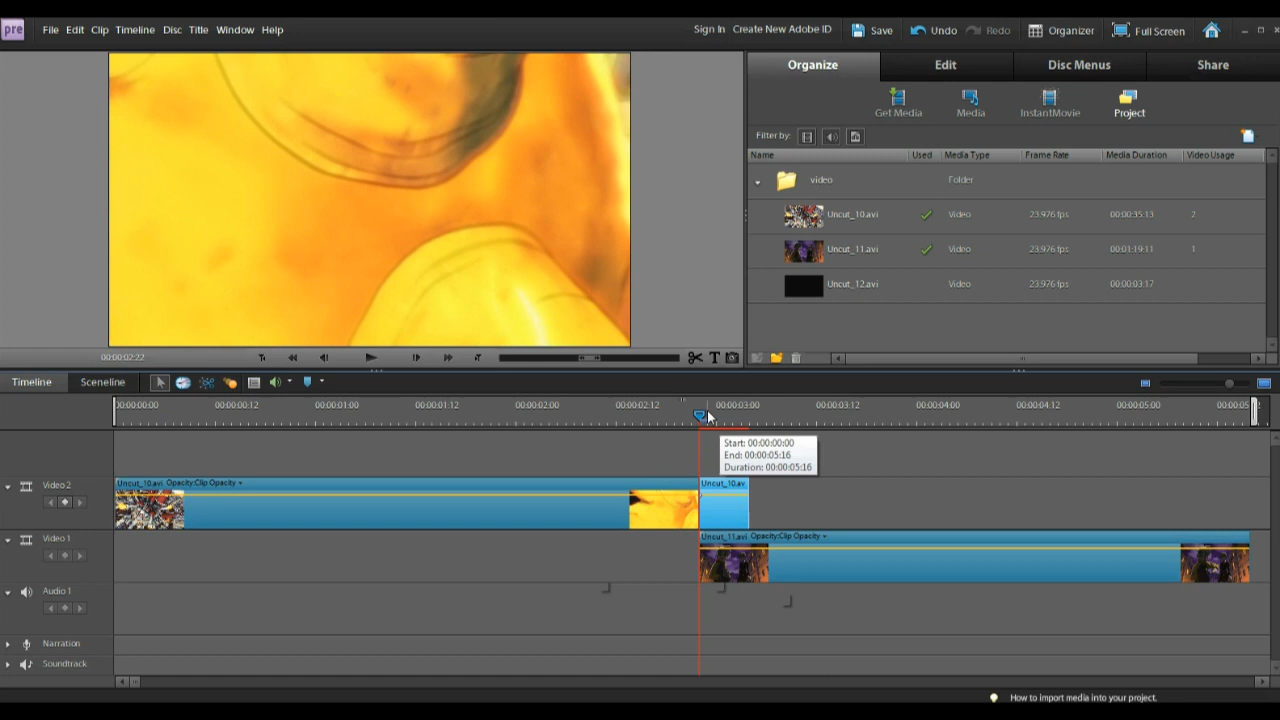 pre File Edit Clip Timeline Disc Title Window Help Sign In Create New Adobe ID Save Undo Redo Organizer Full Screen
Organize Edit Disc Menus Share
Get Media Media InstantMovie Project
Filter by:
Name Used Media Type Frame Rate Media Duration Video Usage
video Folder
Uncut_10.avi Video 23.976 fps 00:00:35:13 2
Uncut_11.avi Video 23.976 fps 00:01:19:11 1
Uncut_12.avi Video 23.976 fps 00:00:03:17
00:00:02:22
Timeline Sceneline
00:00:00:00 00:00:00:12 00:00:01:00 00:00:01:12 00:00:02:00 00:00:02:12 00:00:03:00 00:00:03:12 00:00:04:00 00:00:04:12 00:00:05:00
Start: 00:00:00:00
End: 00:00:05:16
Duration: 00:00:05:16
Video 2 Uncut_10.avi Opacity:Clip Opacity Uncut_10.av
Video 1 Uncut_11.avi Opacity:Clip Opacity
Audio 1
Narration
Soundtrack
How to import media into your project.